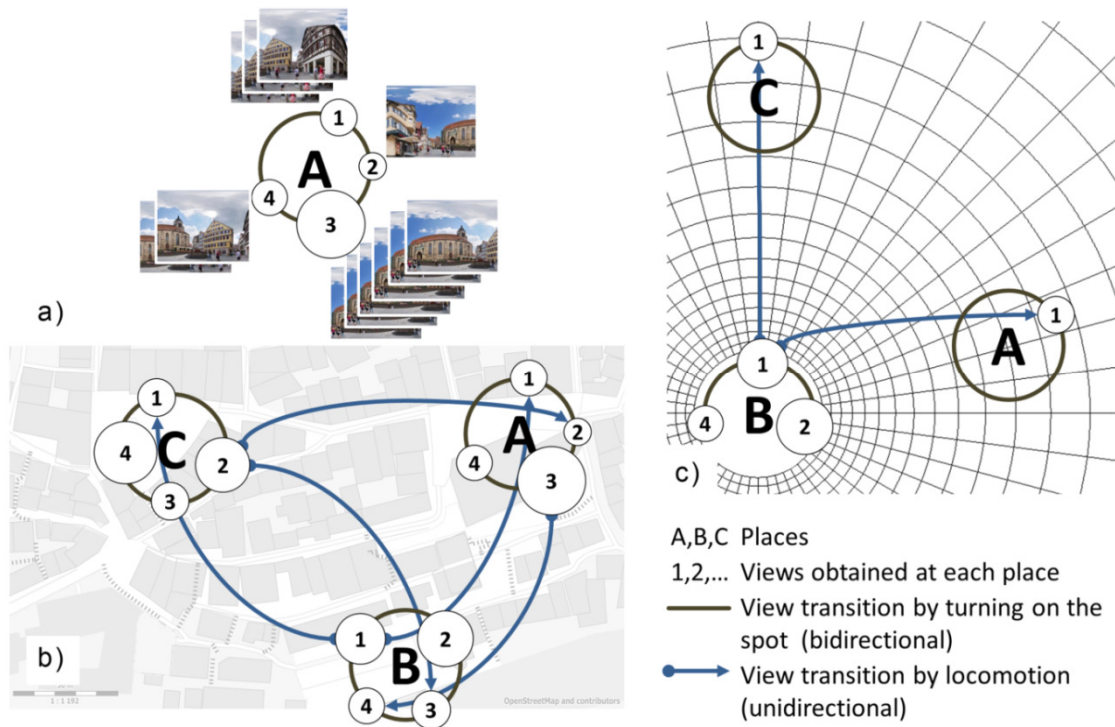 1
2
A
4
3
a)
1
C
4
2
3
1
A
2
4
3
1
2
B
4
3
b)
1 : 1 192
OpenStreetMap and contributors
1
C
1
A
1
B
4
2
c)
A,B,C Places
1,2,... Views obtained at each place
View transition by turning on the
spot (bidirectional)
View transition by locomotion
(unidirectional)